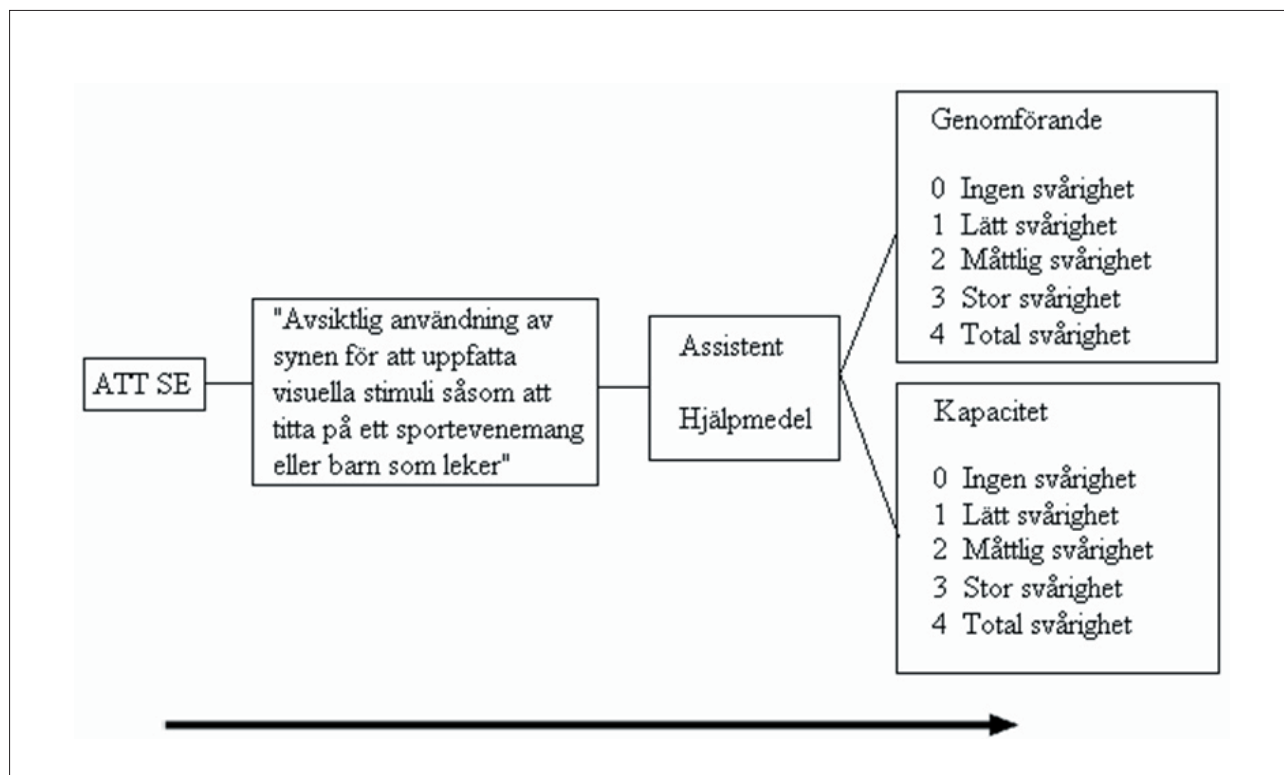 ATT SE
"Avsiktlig användning av
synen för att uppfatta
visuella stimuli såsom att
titta på ett sportevenemang
eller barn som leker"
Assistent
Hjälpmedel
Genomförande
0 Ingen svårighet
1 Lätt svårighet
2 Måttlig svårighet
3 Stor svårighet
4 Total svårighet
Kapacitet
0 Ingen svårighet
1 Lätt svårighet
2 Måttlig svårighet
3 Stor svårighet
4 Total svårighet